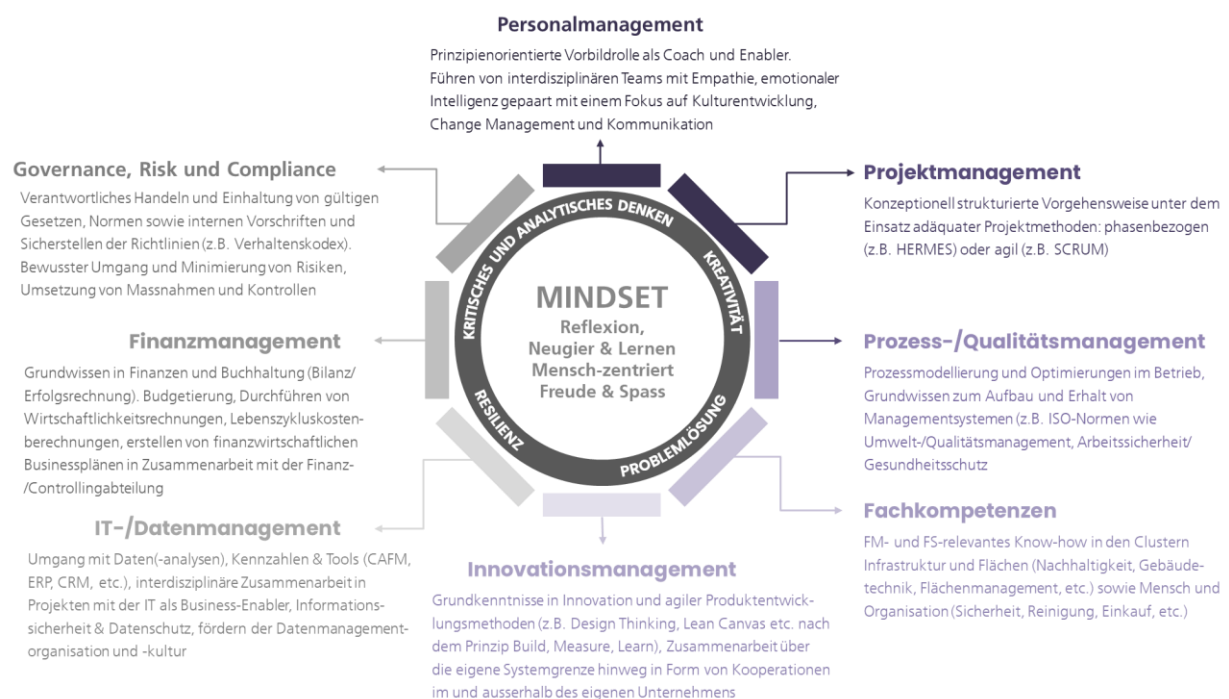 Personalmanagement
Prinzipienorientierte Vorbildrolle als Coach und Enabler.
Führen von interdisziplinären Teams mit Empathie, emotionaler
Intelligenz gepaart mit einem Fokus auf Kulturentwicklung,
Change Management und Kommunikation
Governance, Risk und Compliance
Verantwortliches Handeln und Einhaltung von gültigen
Gesetzen, Normen sowie internen Vorschriften und
Sicherstellen der Richtlinien (z.B. Verhaltenskodex).
Bewusster Umgang und Minimierung von Risiken,
Umsetzung von Massnahmen und Kontrollen
Projektmanagement
Konzeptionell strukturierte Vorgehensweise unter dem
Einsatz adäquater Projektmethoden: phasenbezogen
(z.B. HERMES) oder agil (z.B. SCRUM)
KRITISCHES UND ANALYTISCHES DENKEN
KREATIVITÄT
MINDSET
Reflexion,
Neugier & Lernen
Mensch-zentriert
Freude & Spass
RESILIENZ
PROBLEMLÖSUNG
Finanzmanagement
Grundwissen in Finanzen und Buchhaltung (Bilanz/
Erfolgsrechnung). Budgetierung, Durchführen von
Wirtschaftlichkeitsrechnungen, Lebenszykluskosten-
berechnungen, erstellen von finanzwirtschaftlichen
Businessplänen in Zusammenarbeit mit der Finanz-
/Controllingabteilung
Prozess-/Qualitätsmanagement
Prozessmodellierung und Optimierungen im Betrieb,
Grundwissen zum Aufbau und Erhalt von
Managementsystemen (z.B. ISO-Normen wie
Umwelt-/Qualitätsmanagement, Arbeitssicherheit/
Gesundheitsschutz
IT-/Datenmanagement
Umgang mit Daten(-analysen), Kennzahlen & Tools (CAFM,
ERP, CRM, etc.), interdisziplinäre Zusammenarbeit in
Projekten mit der IT als Business-Enabler, Informations-
sicherheit & Datenschutz, fördern der Datenmanagement-
organisation und -kultur
Innovationsmanagement
Grundkenntnisse in Innovation und agiler Produktentwick-
lungsmethoden (z.B. Design Thinking, Lean Canvas etc. nach
dem Prinzip Build, Measure, Learn), Zusammenarbeit über
die eigene Systemgrenze hinweg in Form von Kooperationen
im und ausserhalb des eigenen Unternehmens
Fachkompetenzen
FM- und FS-relevantes Know-how in den Clustern
Infrastruktur und Flächen (Nachhaltigkeit, Gebäude-
technik, Flächenmanagement, etc.) sowie Mensch und
Organisation (Sicherheit, Reinigung, Einkauf, etc.)